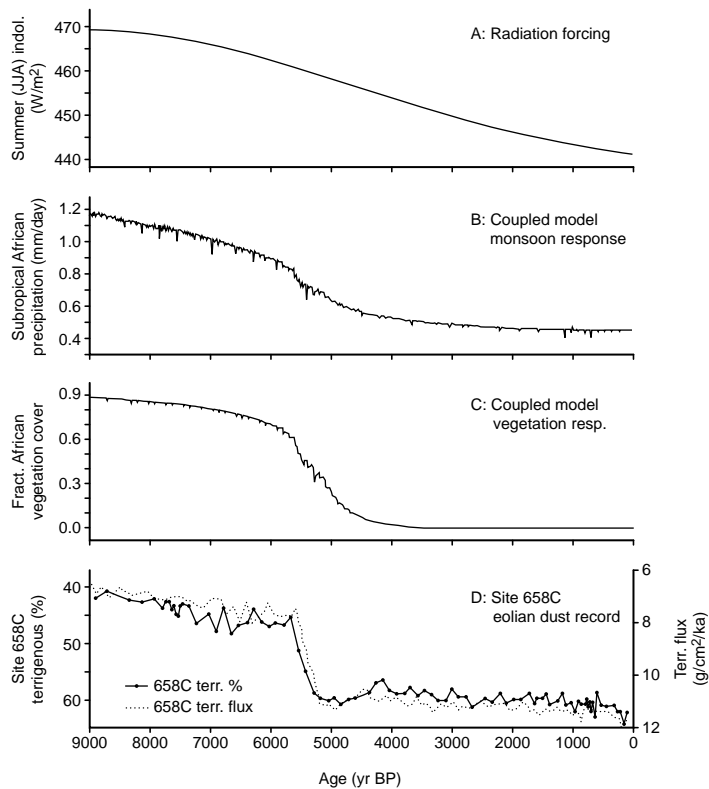 Summer (JJA) indol.
(W/m2)
470
460
450
440
A: Radiation forcing
Subropical African
precipitation (mm/day)
1.2
1.0
0.8
0.6
0.4
B: Coupled model
monsoon response
Fract. African
vegetation cover
0.9
0.6
0.3
0.0
C: Coupled model
vegetation resp.
Site 658C
terrigenous (%)
40
50
60
D: Site 658C
eolian dust record
658C terr. %
658C terr. flux
6
8
10
12
Terr. flux
(g/cm2/ka)
9000 8000 7000 6000 5000 4000 3000 2000 1000 0
Age (yr BP)